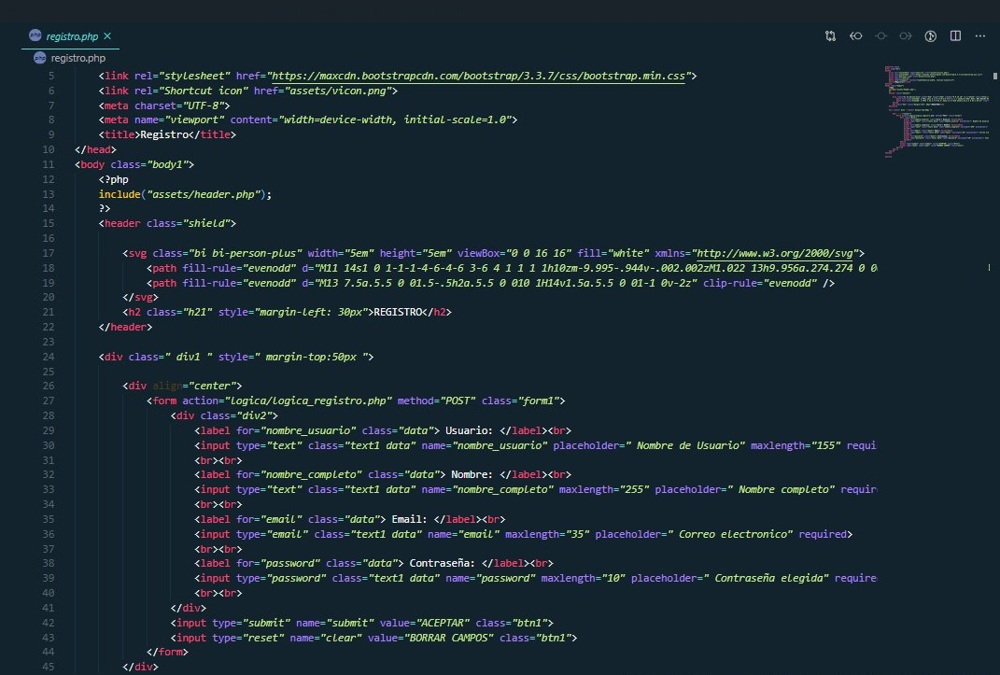 registro.php
registro.php
5 <link rel="stylesheet" href="https://maxcdn.bootstrapcdn.com/bootstrap/3.3.7/css/bootstrap.min.css">
6 <link rel="Shortcut icon" href="assets/vicon.png">
7 <meta charset="UTF-8">
8 <meta name="viewport" content="width=device-width, initial-scale=1.0">
9 <title>Registro</title>
10 </head>
11 <body class="body1">
12 <?php
13 include("assets/header.php");
14 ?>
15 <header class="shield">
16
17 <svg class="bi bi-person-plus" width="5em" height="5em" viewBox="0 0 16 16" fill="white" xmlns="http://www.w3.org/2000/svg">
18 <path fill-rule="evenodd" d="M11 14s1 0 1-1-1-4-6-4-6 3-6 4 1 1 1 1h10zm-9.995-.944v-.002.002zM1.022 13h9.956a.274.274 0 0
19 <path fill-rule="evenodd" d="M13 7.5a.5.5 0 01.5-.5h2a.5.5 0 010 1H14v1.5a.5.5 0 01-1 0v-2z" clip-rule="evenodd" />
20 </svg>
21 <h2 class="h21" style="margin-left: 30px">REGISTRO</h2>
22 </header>
23
24 <div class=" div1 " style=" margin-top:50px ">
25
26 <div align="center">
27 <form action="logica/logica_registro.php" method="POST" class="form1">
28 <div class="div2">
29 <label for="nombre_usuario" class="data"> Usuario: </label><br>
30 <input type="text" class="text1 data" name="nombre_usuario" placeholder=" Nombre de Usuario" maxlength="155" requi
31 <br><br>
32 <label for="nombre_completo" class="data"> Nombre: </label><br>
33 <input type="text" class="text1 data" name="nombre_completo" maxlength="255" placeholder=" Nombre completo" requir
34 <br><br>
35 <label for="email" class="data"> Email: </label><br>
36 <input type="email" class="text1 data" name="email" maxlength="35" placeholder=" Correo electronico" required>
37 <br><br>
38 <label for="password" class="data"> Contraseña: </label><br>
39 <input type="password" class="text1 data" name="password" maxlength="10" placeholder=" Contraseña elegida" require
40 <br><br>
41 </div>
42 <input type="submit" name="submit" value="ACEPTAR" class="btn1">
43 <input type="reset" name="clear" value="BORRAR CAMPOS" class="btn1">
44 </form>
45 </div>